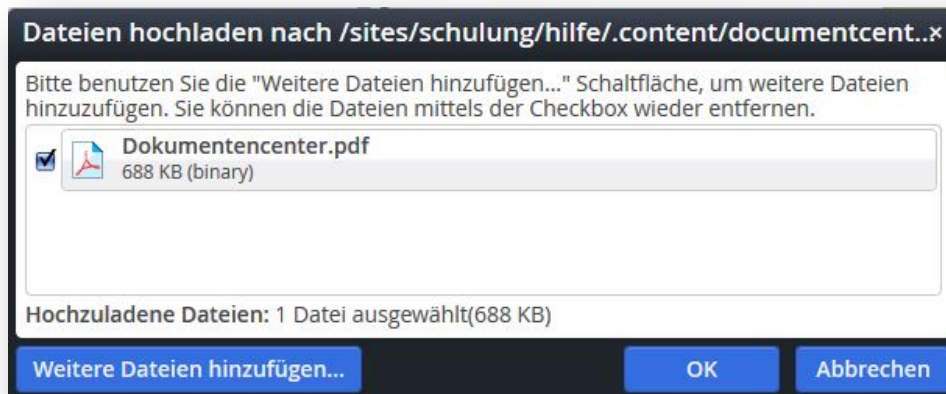 Dateien hochladen nach /sites/schulung/hilfe/.content/documentcent..x
Bitte benutzen Sie die "Weitere Dateien hinzufügen..." Schaltfläche, um weitere Dateien
hinzuzufügen. Sie können die Dateien mittels der Checkbox wieder entfernen.
Dokumentencenter.pdf
688 KB (binary)
Hochzuladene Dateien: 1 Datei ausgewählt(688 KB)
Weitere Dateien hinzufügen...
OK
Abbrechen